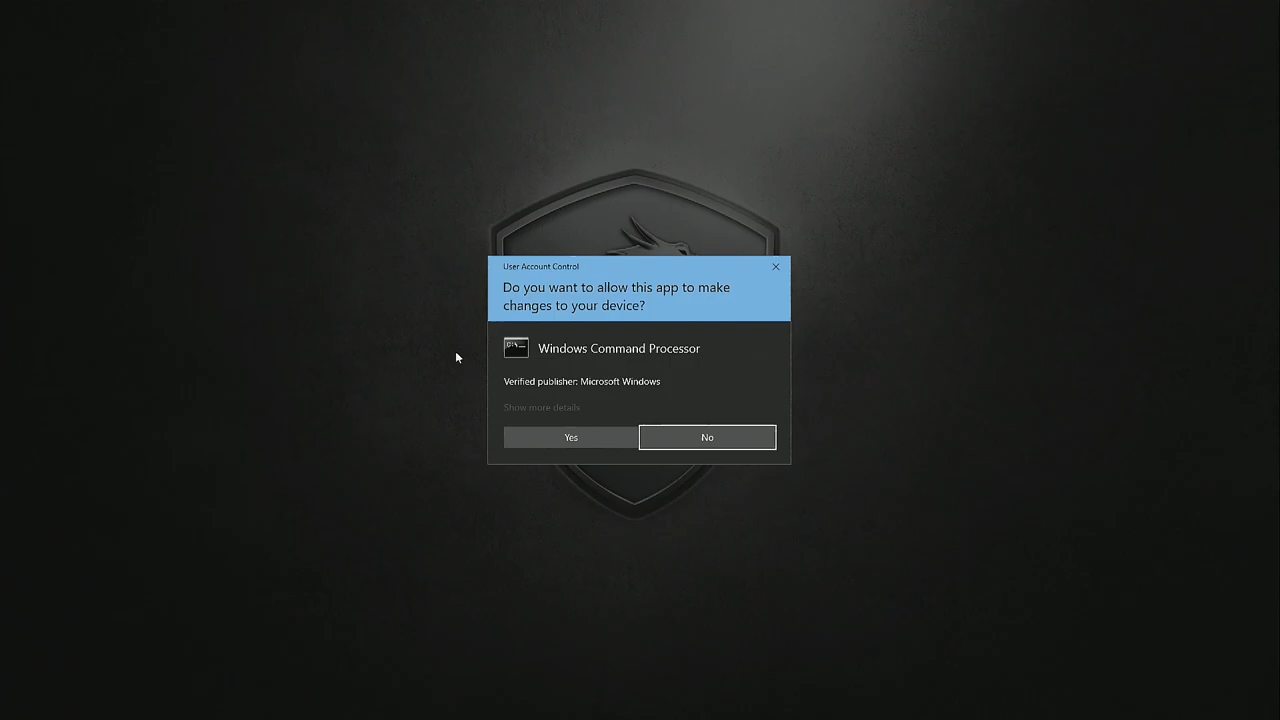 User Account Control
Do you want to allow this app to make
changes to your device?
Windows Command Processor
Verified publisher: Microsoft Windows
Show more details
Yes
No